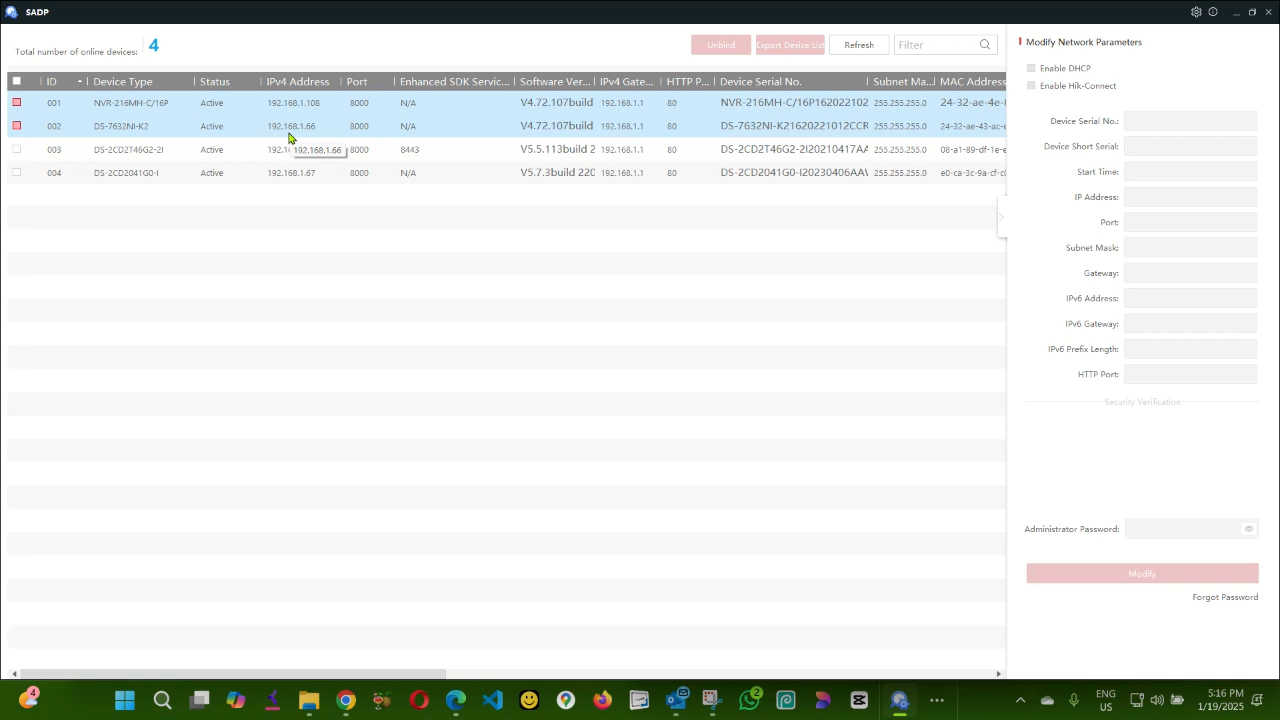 SADP
Total number of online devices: 4
Unbind Export Device List Refresh Filter
ID Device Type Status IPv4 Address Port Enhanced SDK Servic... Software Ver... IPv4 Gate... HTTP P... Device Serial No. Subnet Ma... MAC Address
001 NVR-216MH-C/16P Active 192.168.1.108 8000 N/A V4.72.107build 192.168.1.1 80 NVR-216MH-C/16P162022102 255.255.255.0 24-32-ae-4e-
002 DS-7632NI-K2 Active 192.168.1.66 8000 N/A V4.72.107build 192.168.1.1 80 DS-7632NI-K21620221012CCR 255.255.255.0 24-32-ae-43-ac-
003 DS-2CD2T46G2-2I Active 192.1 8000 8443 V5.5.113build 2 192.168.1.1 80 DS-2CD2T46G2-2I20210417AA 255.255.255.0 08-a1-89-df-1e-
192.168.1.66
004 DS-2CD2041G0-I Active 192.168.1.67 8000 N/A V5.7.3build 220 192.168.1.1 80 DS-2CD2041G0-I20230406AAV 255.255.255.0 e0-ca-3c-9a-cf-
Modify Network Parameters
Enable DHCP
Enable Hik-Connect
Device Serial No.:
Device Short Serial:
Start Time:
IP Address:
Port:
Subnet Mask:
Gateway:
IPv6 Address:
IPv6 Gateway:
IPv6 Prefix Length:
HTTP Port:
Security Verification
Administrator Password:
Modify
Forgot Password
4
2
ENG
US
5:16 PM
1/19/2025